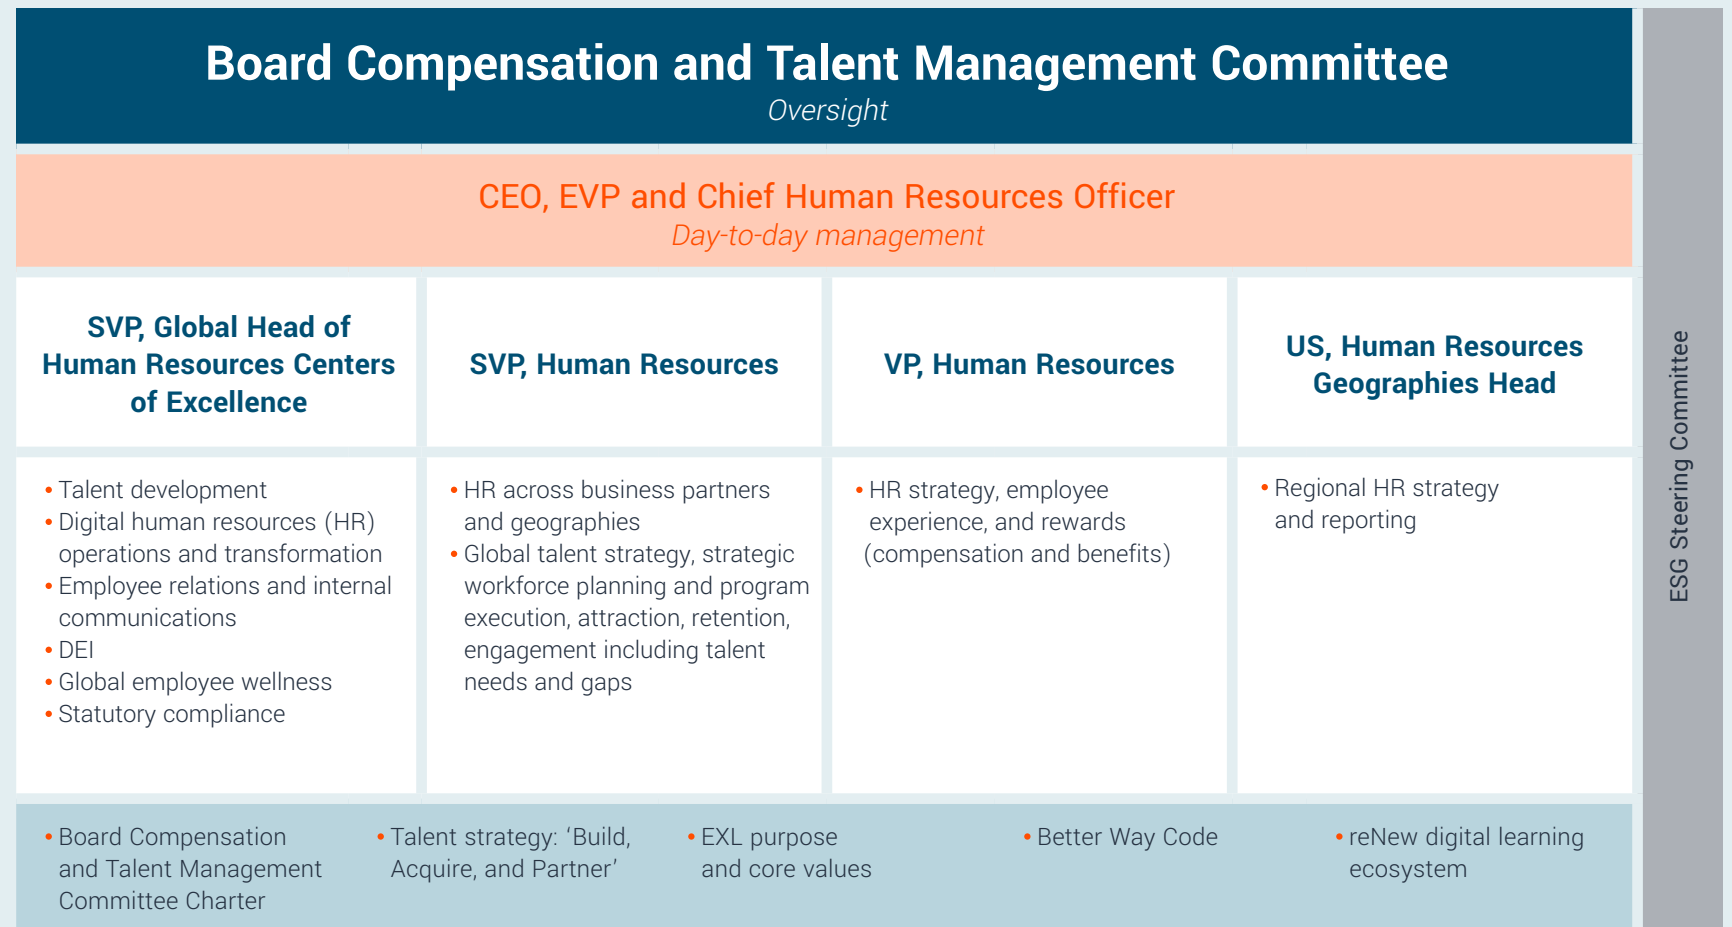 Board Compensation and Talent Management Committee
Oversight
CEO, EVP and Chief Human Resources Officer
Day-to-day management
SVP, Global Head of
Human Resources Centers
of Excellence
SVP, Human Resources
VP, Human Resources
US, Human Resources
Geographies Head
• Talent development
• Digital human resources (HR)
operations and transformation
• Employee relations and internal
communications
• DEI
• Global employee wellness
• Statutory compliance
• HR across business partners
and geographies
• Global talent strategy, strategic
workforce planning and program
execution, attraction, retention,
engagement including talent
needs and gaps
• HR strategy, employee
experience, and rewards
(compensation and benefits)
• Regional HR strategy
and reporting
• Board Compensation
and Talent Management
Committee Charter
• Talent strategy: ‘Build,
Acquire, and Partner’
• EXL purpose
and core values
• Better Way Code
• reNew digital learning
ecosystem
ESG Steering Committee